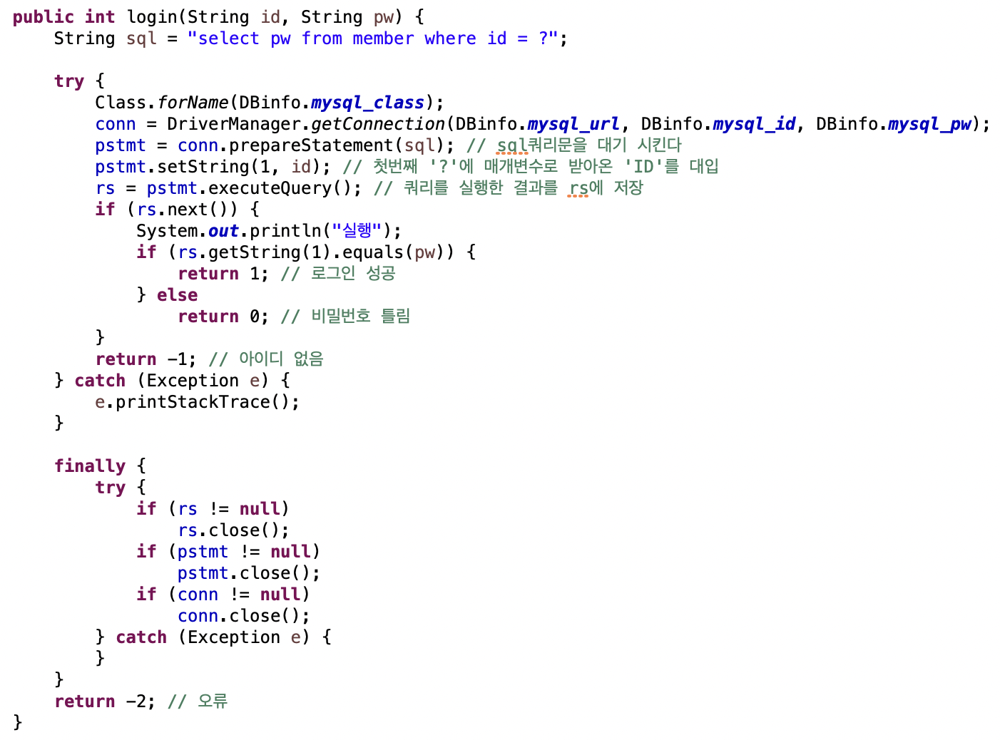 public int login(String id, String pw) {
    String sql = "select pw from member where id = ?";

    try {
        Class.forName(DBinfo.mysql_class);
        conn = DriverManager.getConnection(DBinfo.mysql_url, DBinfo.mysql_id, DBinfo.mysql_pw);
        pstmt = conn.prepareStatement(sql); // sql쿼리문을 대기 시킨다
        pstmt.setString(1, id); // 첫번째 '?'에 매개변수로 받아온 'ID'를 대입
        rs = pstmt.executeQuery(); // 쿼리를 실행한 결과를 rs에 저장
        if (rs.next()) {
            System.out.println("실행");
            if (rs.getString(1).equals(pw)) {
                return 1; // 로그인 성공
            } else
                return 0; // 비밀번호 틀림
        }
        return -1; // 아이디 없음
    } catch (Exception e) {
        e.printStackTrace();
    }

    finally {
        try {
            if (rs != null)
                rs.close();
            if (pstmt != null)
                pstmt.close();
            if (conn != null)
                conn.close();
        } catch (Exception e) {
        }
    }
    return -2; // 오류
}